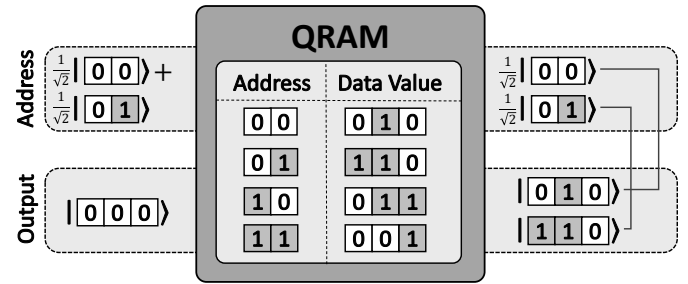 QRAM
Address
1/√2 | 0 0 ⟩ +
1/√2 | 0 1 ⟩
Output
| 0 0 0 ⟩
Address Data Value
0 0 0 1 0
0 1 1 1 0
1 0 0 1 1
1 1 0 0 1
1/√2 | 0 0 ⟩
1/√2 | 0 1 ⟩
| 0 1 0 ⟩
| 1 1 0 ⟩